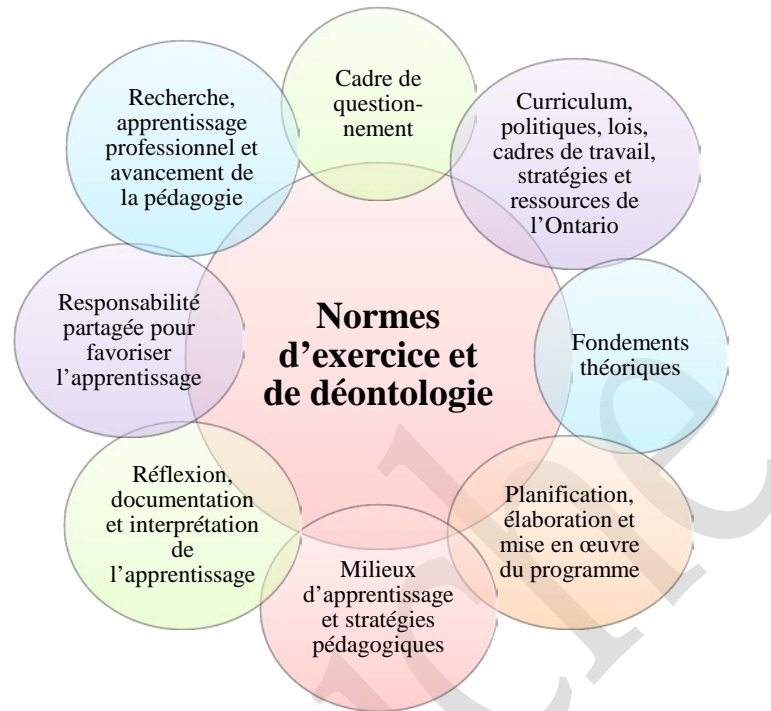 Cadre de
question-
nement
Curriculum,
politiques, lois,
cadres de travail,
stratégies et
ressources de
l'Ontario
Fondements
théoriques
Planification,
élaboration et
mise en œuvre
du programme
Milieux
d'apprentissage
et stratégies
pédagogiques
Réflexion,
documentation
et interprétation
de
l'apprentissage
Responsabilité
partagée pour
favoriser
l'apprentissage
Recherche,
apprentissage
professionnel et
avancement de
la pédagogie
Normes
d'exercice et
de déontologie